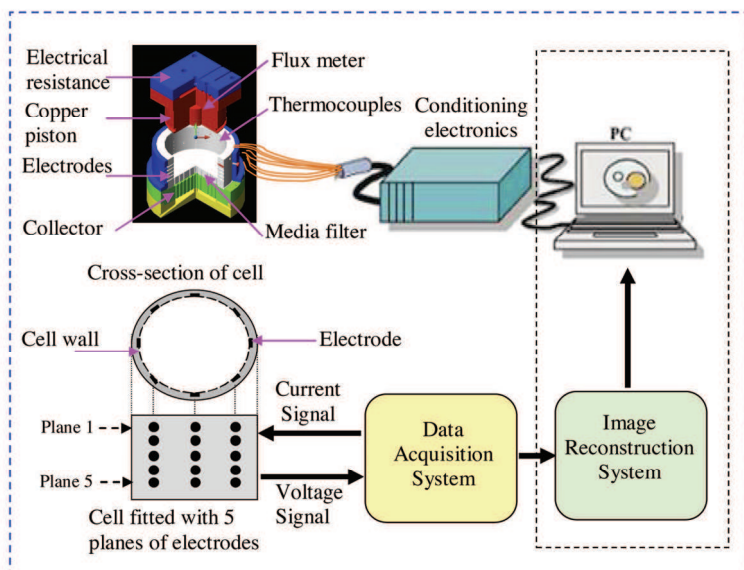 Electrical
resistance
Copper
piston
Electrodes
Collector
Flux meter
Thermocouples
Media filter
Conditioning
electronics
PC
Cross-section of cell
Cell wall
Electrode
Plane 1
Plane 5
Current
Signal
Voltage
Signal
Cell fitted with 5
planes of electrodes
Data
Acquisition
System
Image
Reconstruction
System